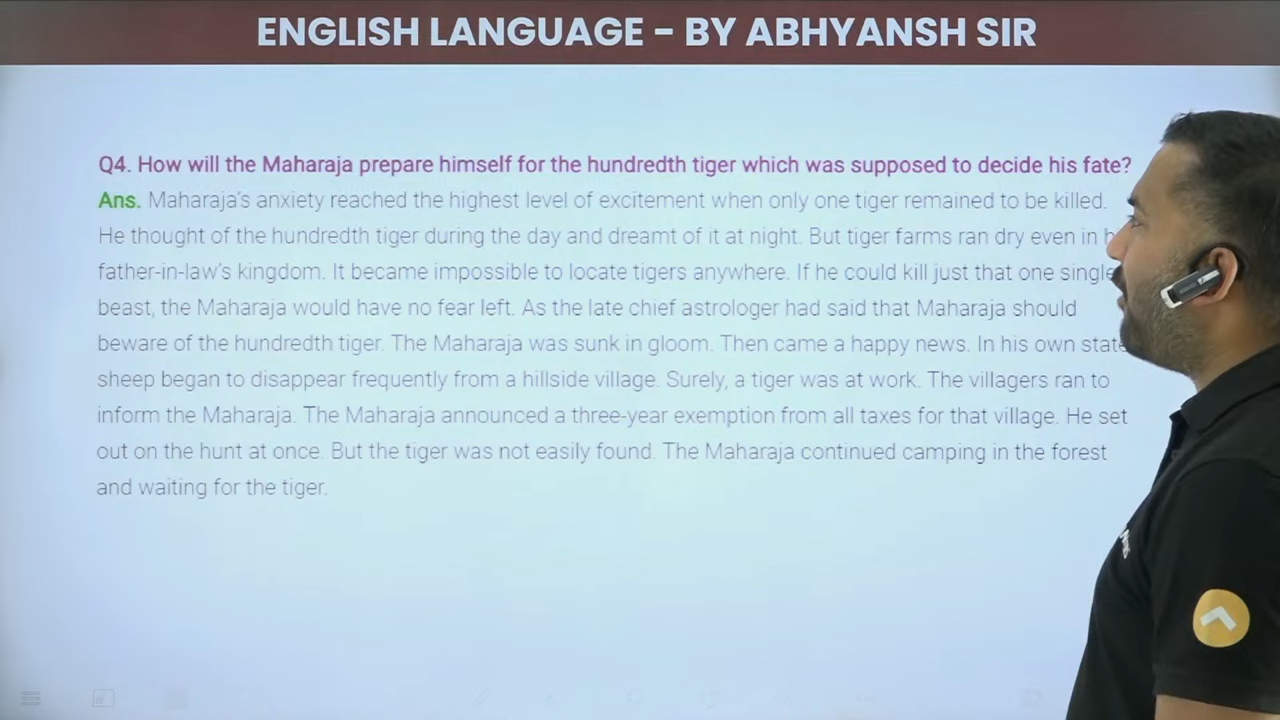 ENGLISH LANGUAGE - BY ABHYANSH SIR
Q4. How will the Maharaja prepare himself for the hundredth tiger which was supposed to decide his fate?
Ans. Maharaja's anxiety reached the highest level of excitement when only one tiger remained to be killed.
He thought of the hundredth tiger during the day and dreamt of it at night. But tiger farms ran dry even in
father-in-law's kingdom. It became impossible to locate tigers anywhere. If he could kill just that one single
beast, the Maharaja would have no fear left. As the late chief astrologer had said that Maharaja should
beware of the hundredth tiger. The Maharaja was sunk in gloom. Then came a happy news. In his own state
sheep began to disappear frequently from a hillside village. Surely, a tiger was at work. The villagers ran to
inform the Maharaja. The Maharaja announced a three-year exemption from all taxes for that village. He set
out on the hunt at once. But the tiger was not easily found. The Maharaja continued camping in the forest
and waiting for the tiger.